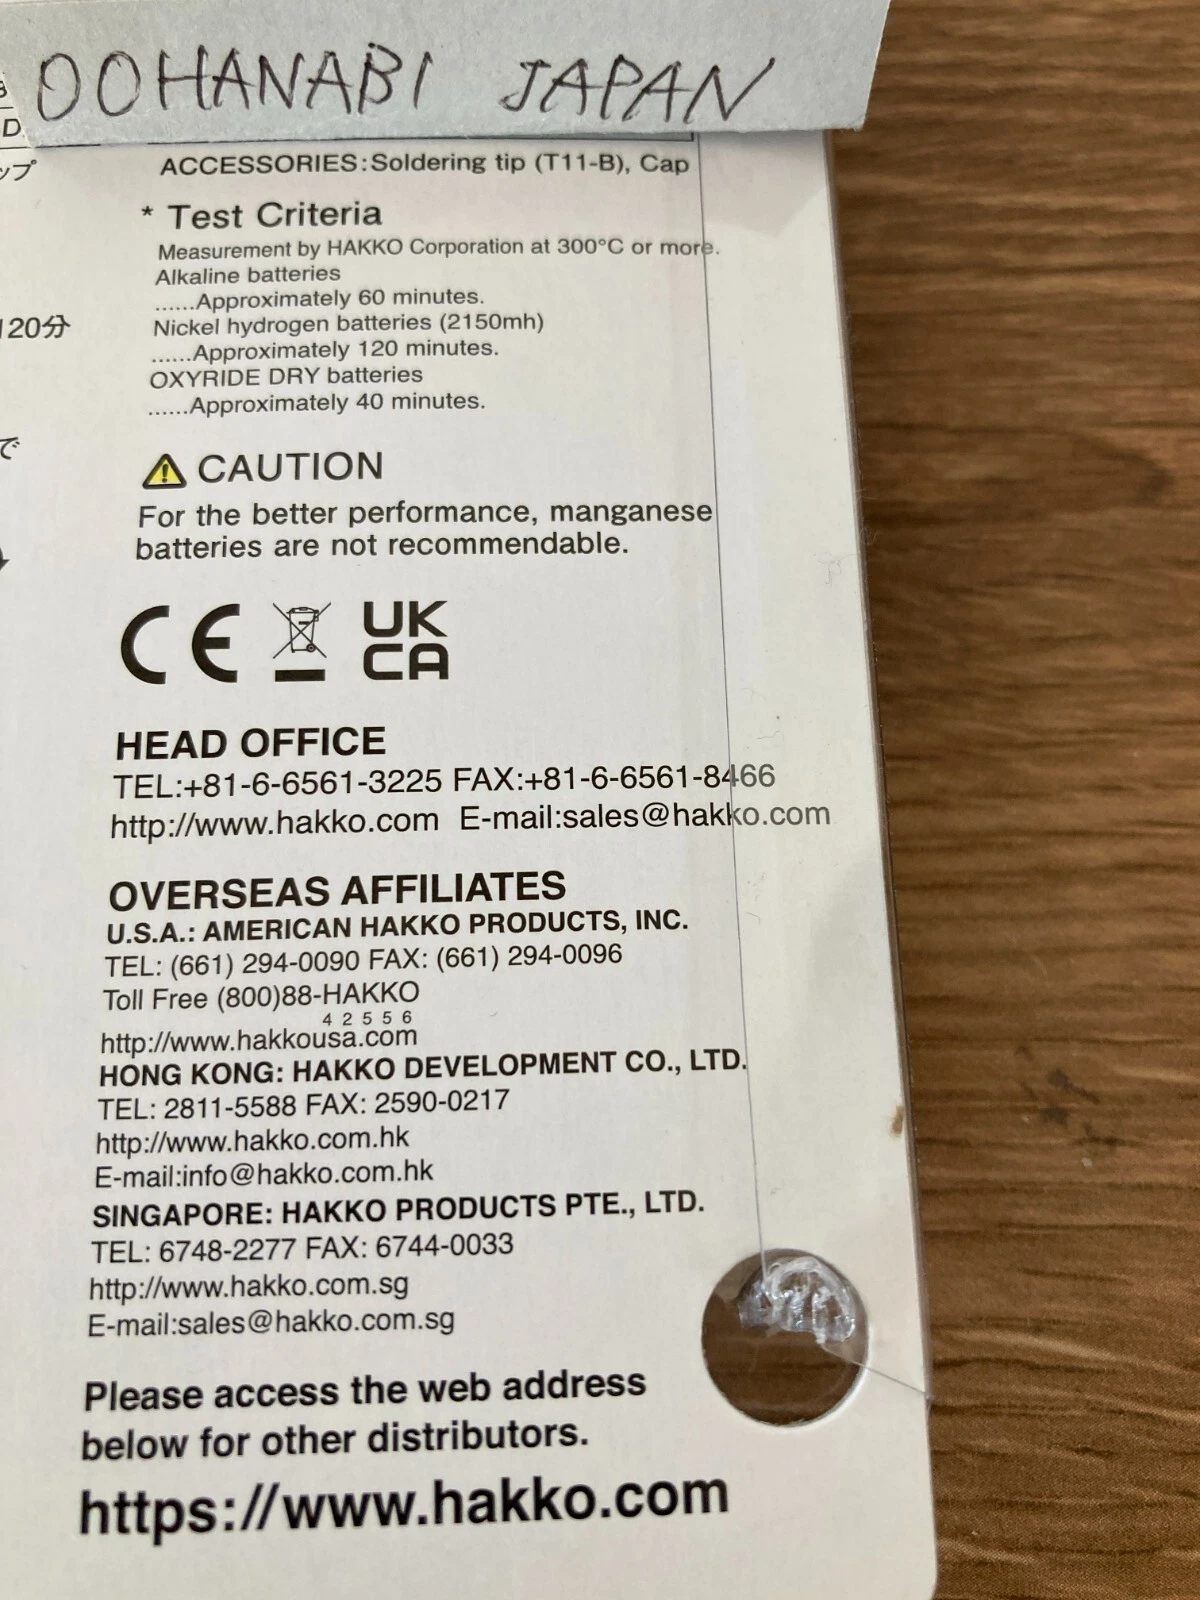 OOHANABI JAPAN
D
ップ
ACCESSORIES:Soldering tip (T11-B), Cap
* Test Criteria
Measurement by HAKKO Corporation at 300°C or more.
Alkaline batteries
......Approximately 60 minutes.
Nickel hydrogen batteries (2150mh)
120分
......Approximately 120 minutes.
OXYRIDE DRY batteries
......Approximately 40 minutes.
で
CAUTION
For the better performance, manganese
batteries are not recommendable.
CE
UK
CA
HEAD OFFICE
TEL:+81-6-6561-3225 FAX:+81-6-6561-8466
http://www.hakko.com E-mail:sales@hakko.com
OVERSEAS AFFILIATES
U.S.A.: AMERICAN HAKKO PRODUCTS, INC.
TEL: (661) 294-0090 FAX: (661) 294-0096
Toll Free (800)88-HAKKO
4 2 5 5 6
http://www.hakkousa.com
HONG KONG: HAKKO DEVELOPMENT CO., LTD.
TEL: 2811-5588 FAX: 2590-0217
http://www.hakko.com.hk
E-mail:info@hakko.com.hk
SINGAPORE: HAKKO PRODUCTS PTE., LTD.
TEL: 6748-2277 FAX: 6744-0033
http://www.hakko.com.sg
E-mail:sales@hakko.com.sg
Please access the web address
below for other distributors.
https://www.hakko.com